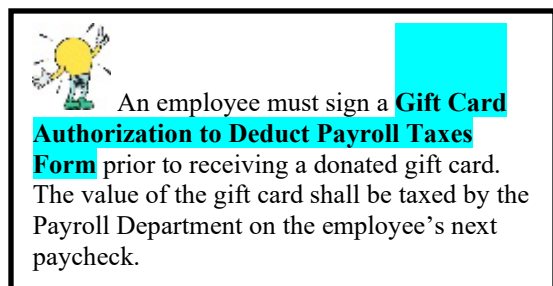 An employee must sign a Gift Card
Authorization to Deduct Payroll Taxes
Form prior to receiving a donated gift card.
The value of the gift card shall be taxed by the
Payroll Department on the employee’s next
paycheck.